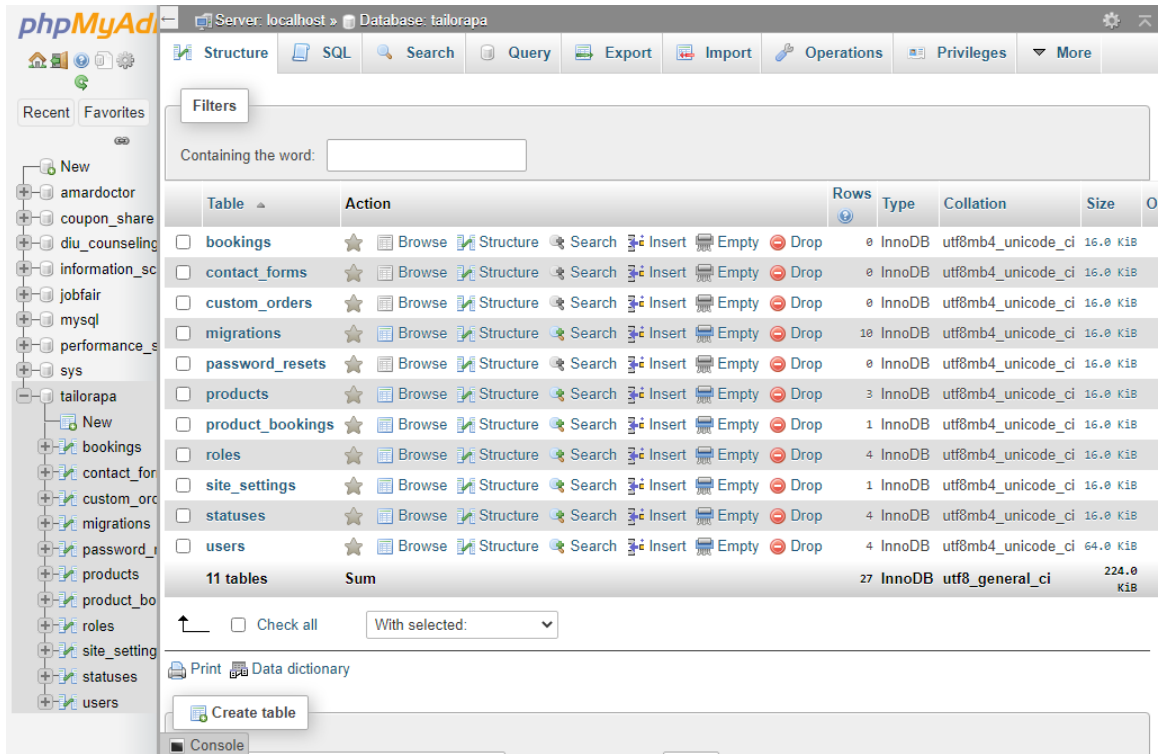 phpMyAd
Server: localhost » Database: tailorapa
Structure SQL Search Query Export Import Operations Privileges More
Recent Favorites
New
amardoctor
coupon_share
diu_counseling
information_sc
jobfair
mysql
performance_s
sys
tailorapa
New
bookings
contact_for
custom_ord
migrations
password_r
products
product_bo
roles
site_setting
statuses
users
Filters
Containing the word:
Table Action Rows Type Collation Size O
bookings Browse Structure Search Insert Empty Drop 0 InnoDB utf8mb4_unicode_ci 16.0 KiB
contact_forms Browse Structure Search Insert Empty Drop 0 InnoDB utf8mb4_unicode_ci 16.0 KiB
custom_orders Browse Structure Search Insert Empty Drop 0 InnoDB utf8mb4_unicode_ci 16.0 KiB
migrations Browse Structure Search Insert Empty Drop 10 InnoDB utf8mb4_unicode_ci 16.0 KiB
password_resets Browse Structure Search Insert Empty Drop 0 InnoDB utf8mb4_unicode_ci 16.0 KiB
products Browse Structure Search Insert Empty Drop 3 InnoDB utf8mb4_unicode_ci 16.0 KiB
product_bookings Browse Structure Search Insert Empty Drop 1 InnoDB utf8mb4_unicode_ci 16.0 KiB
roles Browse Structure Search Insert Empty Drop 4 InnoDB utf8mb4_unicode_ci 16.0 KiB
site_settings Browse Structure Search Insert Empty Drop 1 InnoDB utf8mb4_unicode_ci 16.0 KiB
statuses Browse Structure Search Insert Empty Drop 4 InnoDB utf8mb4_unicode_ci 16.0 KiB
users Browse Structure Search Insert Empty Drop 4 InnoDB utf8mb4_unicode_ci 64.0 KiB
11 tables Sum 27 InnoDB utf8_general_ci 224.0
KiB
Check all With selected:
Print Data dictionary
Create table
Console